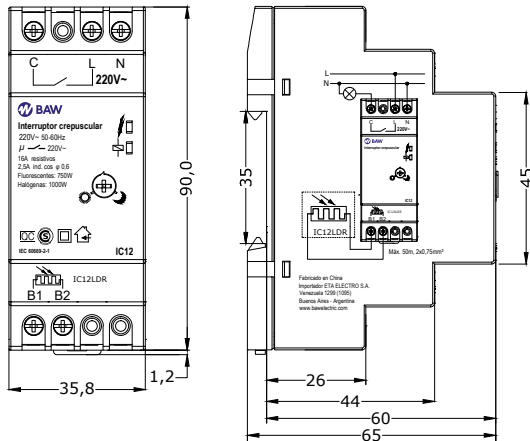 C L N
220V~
BAW
Interruptor crepuscular
220V~ 50-60Hz
μ 220V~
16A resistivos
2,5A ind. cos φ 0,6
Fluorescentes: 750W
Halógenas: 1000W
IEC 60669-2-1
IC12
IC12LDR
B1 B2
35,8
1,2
90,0
L
N
C L N
220V~
BAW
Interruptor crepuscular
IC12
IC12LDR
B1 B2
IC12LDR
Máx. 50m, 2x0,75mm²
Fabricado en China
Importador ETA ELECTRO S.A.
Venezuela 1299 (1095)
Buenos Aires - Argentina
www.bawelectric.com
35
45
26
44
60
65